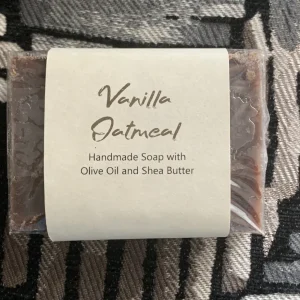 Vanilla
Oatmeal
Handmade Soap with
Olive Oil and Shea Butter